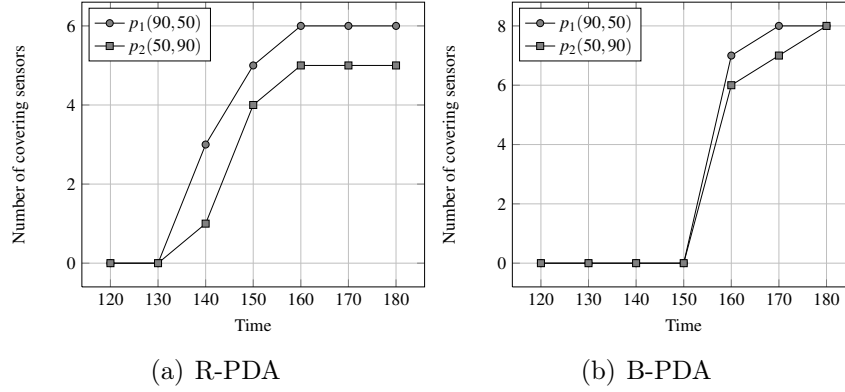 p₁(90,50)
p₂(50,90)
6
4
2
0
Number of covering sensors
120 130 140 150 160 170 180
Time
(a) R-PDA
p₁(90,50)
p₂(50,90)
8
6
4
2
0
Number of covering sensors
120 130 140 150 160 170 180
Time
(b) B-PDA